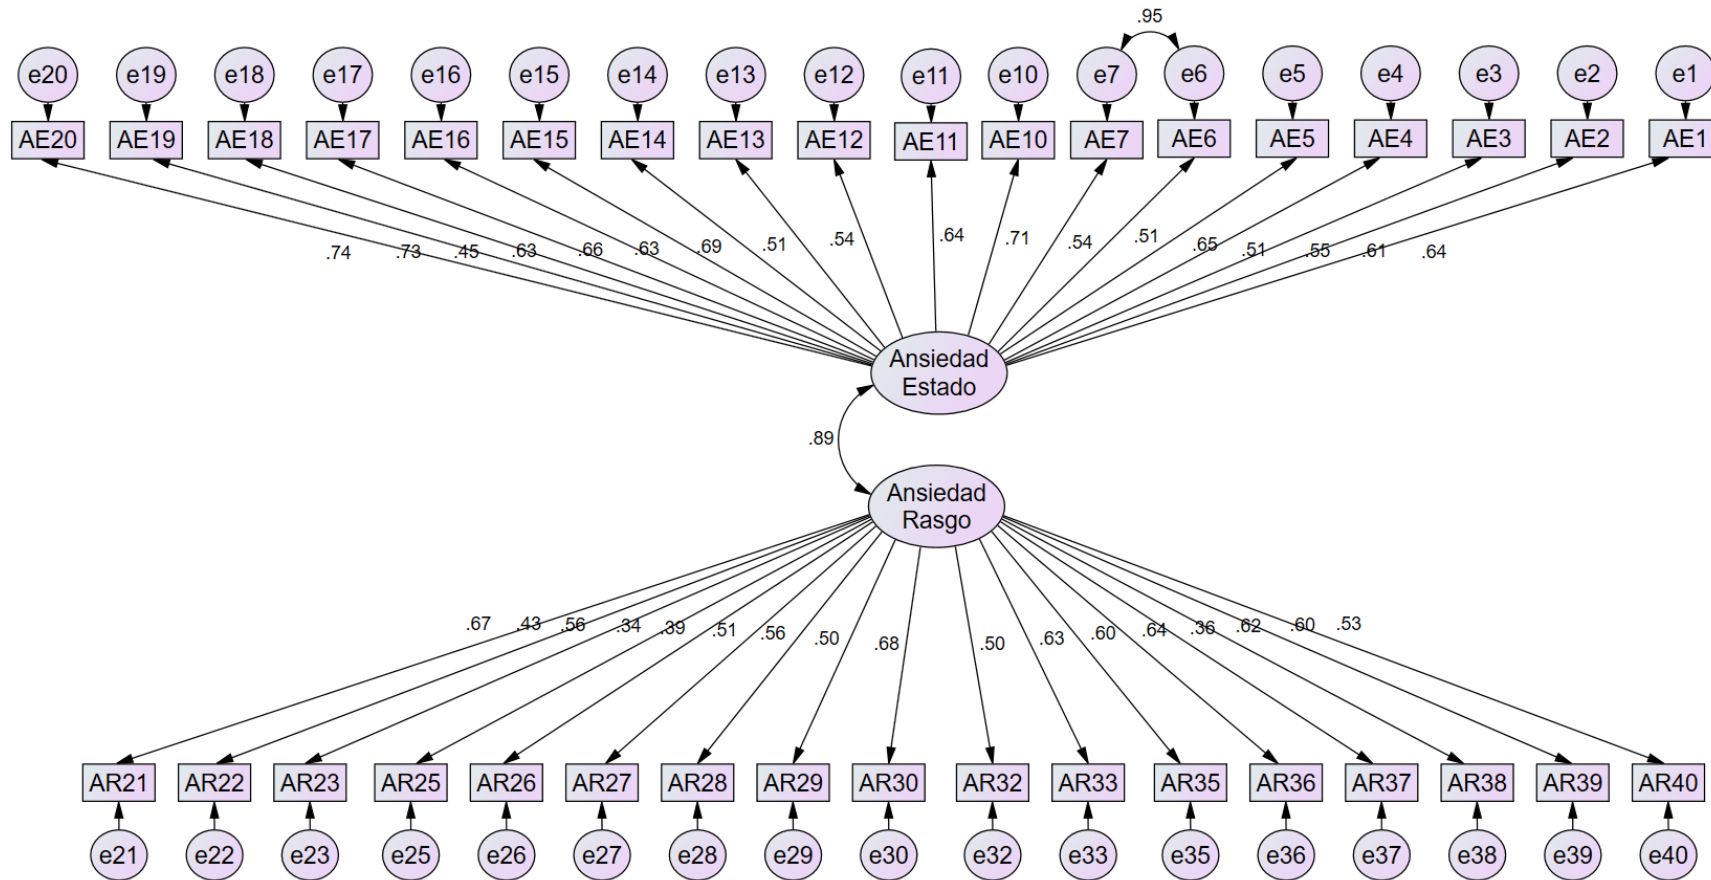 .95
e20 e19 e18 e17 e16 e15 e14 e13 e12 e11 e10 e7 e6 e5 e4 e3 e2 e1
AE20 AE19 AE18 AE17 AE16 AE15 AE14 AE13 AE12 AE11 AE10 AE7 AE6 AE5 AE4 AE3 AE2 AE1
.74 .73 .45 .63 .66 .63 .69 .51 .54 .64 .71 .54 .51 .65 .51 .55 .61 .64
Ansiedad
Estado
.89
Ansiedad
Rasgo
.67 .43 .56 .34 .39 .51 .56 .50 .68 .50 .63 .60 .64 .36 .62 .60 .53
AR21 AR22 AR23 AR25 AR26 AR27 AR28 AR29 AR30 AR32 AR33 AR35 AR36 AR37 AR38 AR39 AR40
e21 e22 e23 e25 e26 e27 e28 e29 e30 e32 e33 e35 e36 e37 e38 e39 e40